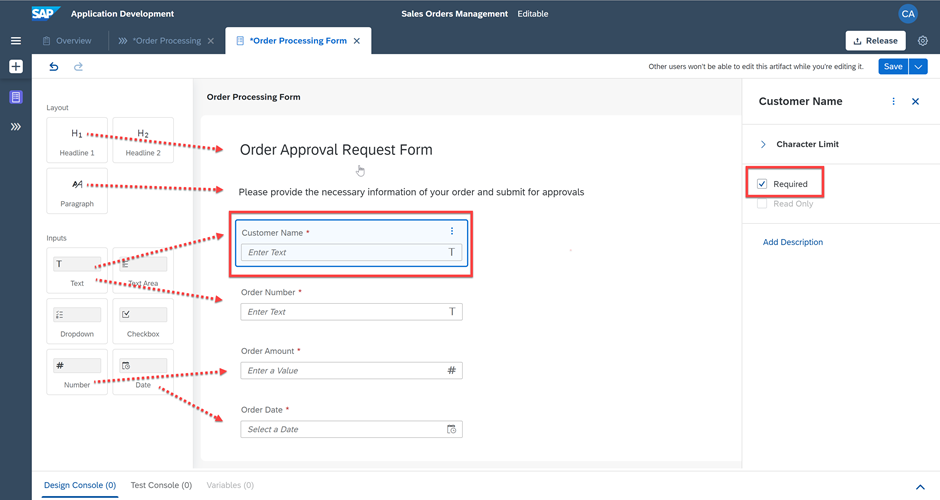 SAP Application Development Sales Orders Management Editable CA
Overview *Order Processing *Order Processing Form Release
Other users won't be able to edit this artifact while you're editing it. Save
Layout
H1 H2
Headline 1 Headline 2
Paragraph
Inputs
T
Text Text Area
Dropdown Checkbox
#
Number Date
Order Processing Form
Order Approval Request Form
Please provide the necessary information of your order and submit for approvals
Customer Name *
Enter Text T
Order Number *
Enter Text T
Order Amount *
Enter a Value #
Order Date *
Select a Date
Customer Name
Character Limit
Required
Read Only
Add Description
Design Console (0) Test Console (0) Variables (0)